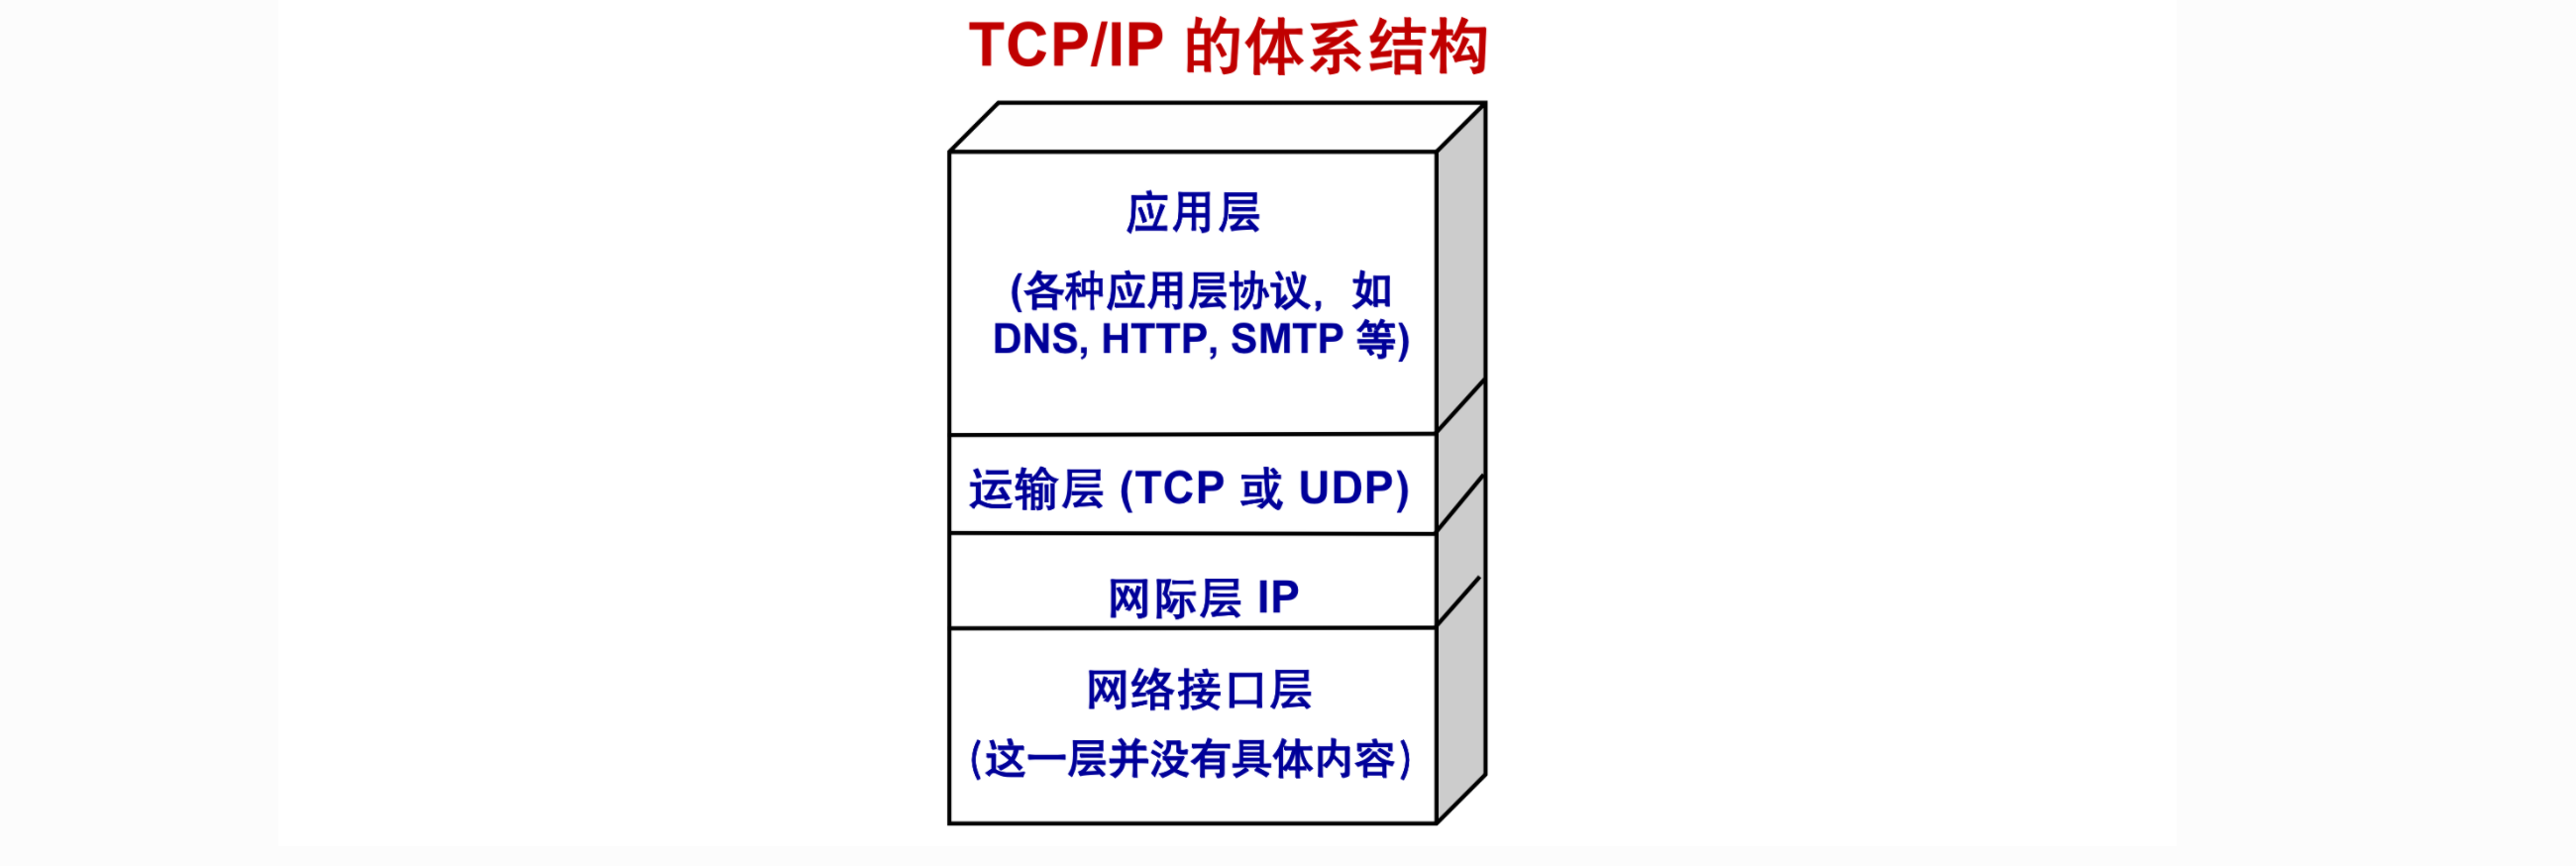 TCP/IP 的体系结构
应用层
(各种应用层协议，如
DNS, HTTP, SMTP 等)
运输层 (TCP 或 UDP)
网际层 IP
网络接口层
(这一层并没有具体内容)